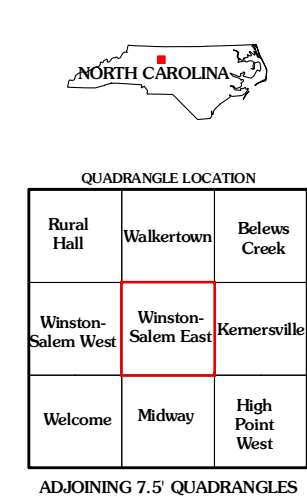 NORTH CAROLINA
QUADRANGLE LOCATION
Rural
Hall
Walkertown
Belews
Creek
Winston-
Salem West
Winston-
Salem East
Kernersville
Welcome
Midway
High
Point
West
ADJOINING 7.5' QUADRANGLES